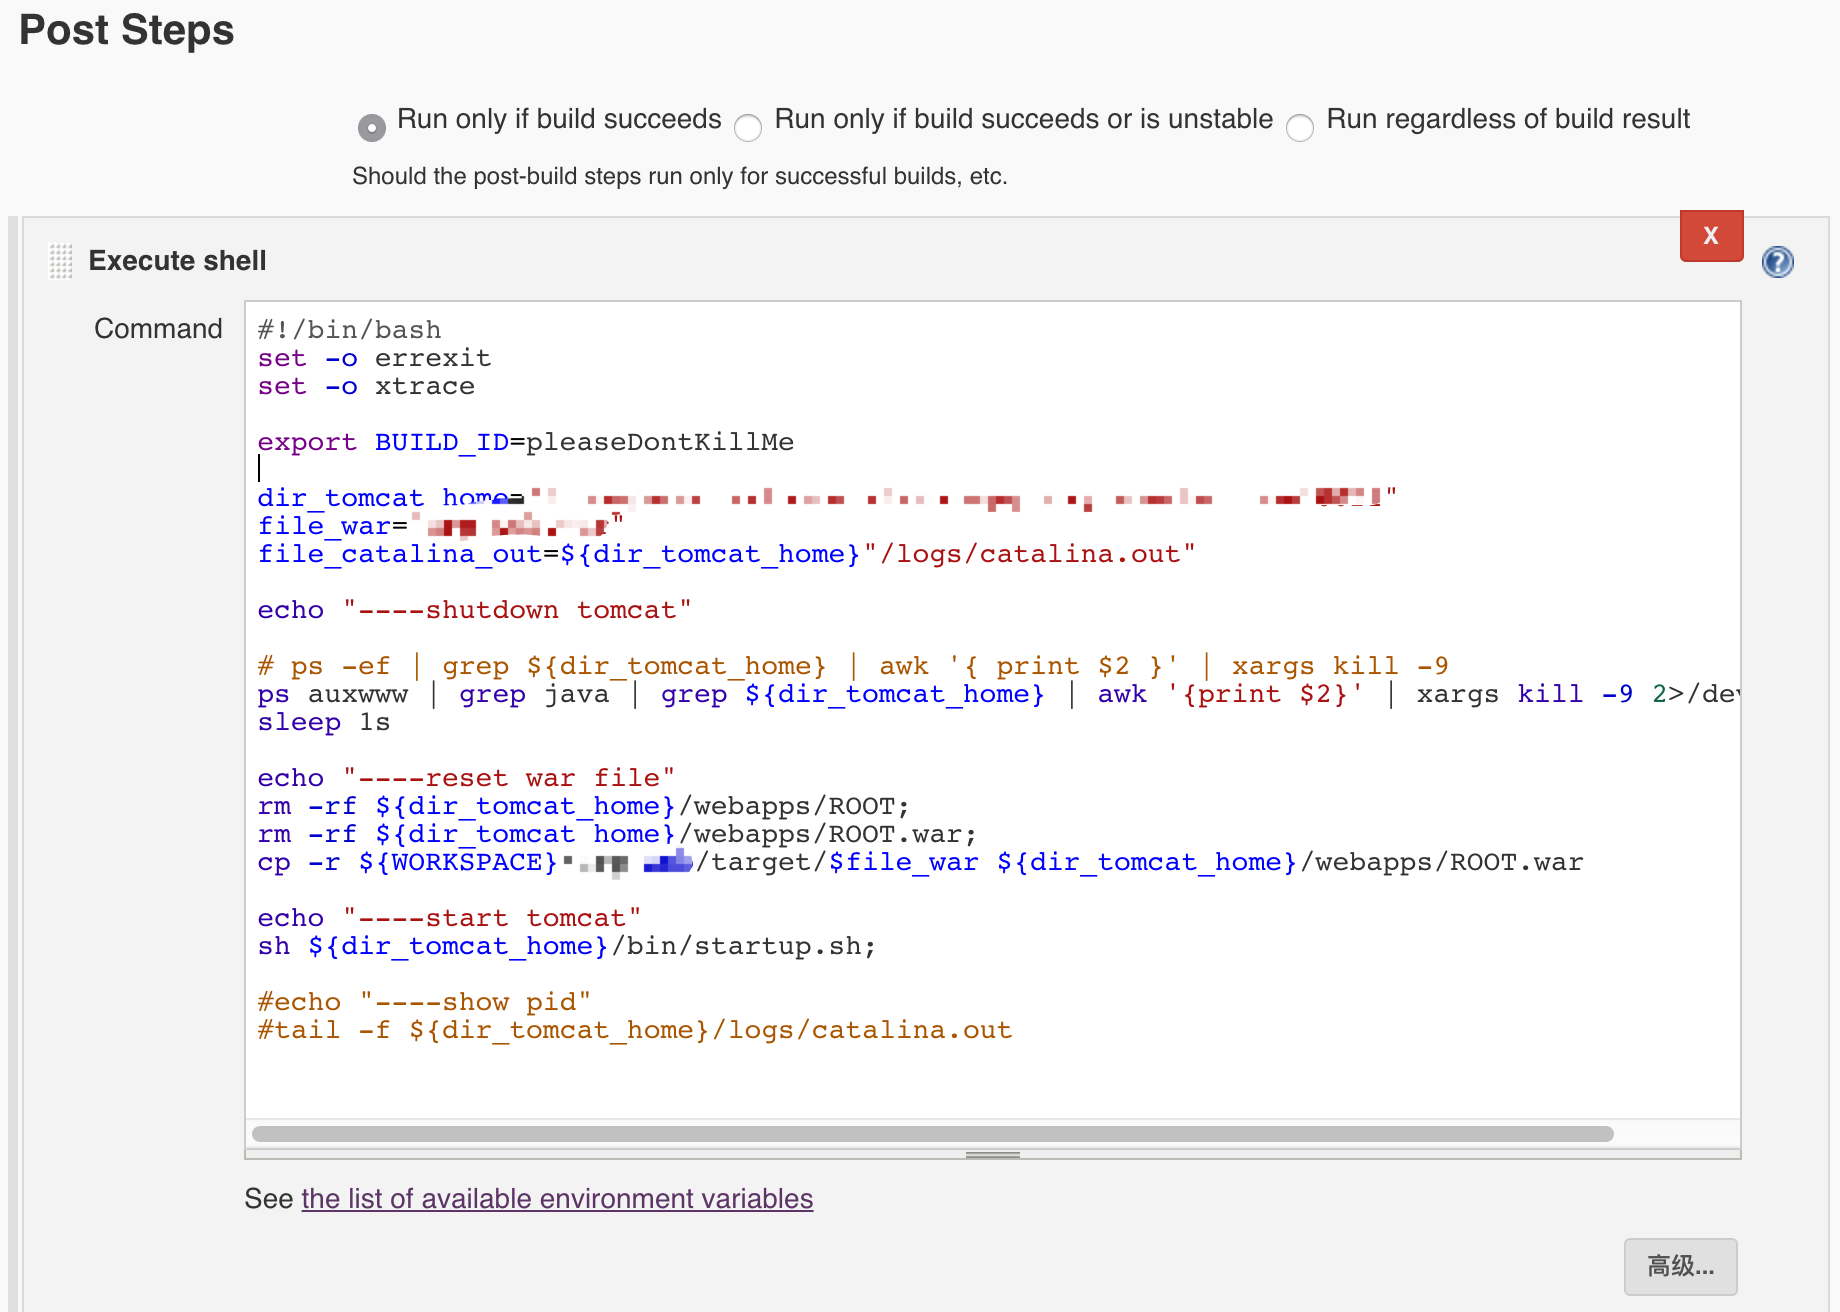 Post Steps
Run only if build succeeds Run only if build succeeds or is unstable Run regardless of build result
Should the post-build steps run only for successful builds, etc.
X
Execute shell
?
Command
#!/bin/bash
set -o errexit
set -o xtrace
export BUILD_ID=pleaseDontKillMe
dir_tomcat_home="
file_war="
file_catalina_out=${dir_tomcat_home}"/logs/catalina.out"
echo "----shutdown tomcat"
# ps -ef | grep ${dir_tomcat_home} | awk '{ print $2 }' | xargs kill -9
ps auxwww | grep java | grep ${dir_tomcat_home} | awk '{print $2}' | xargs kill -9 2>/de
sleep 1s
echo "----reset war file"
rm -rf ${dir_tomcat_home}/webapps/ROOT;
rm -rf ${dir_tomcat_home}/webapps/ROOT.war;
cp -r ${WORKSPACE} /target/$file_war ${dir_tomcat_home}/webapps/ROOT.war
echo "----start tomcat"
sh ${dir_tomcat_home}/bin/startup.sh;
#echo "----show pid"
#tail -f ${dir_tomcat_home}/logs/catalina.out
See the list of available environment variables
高级...